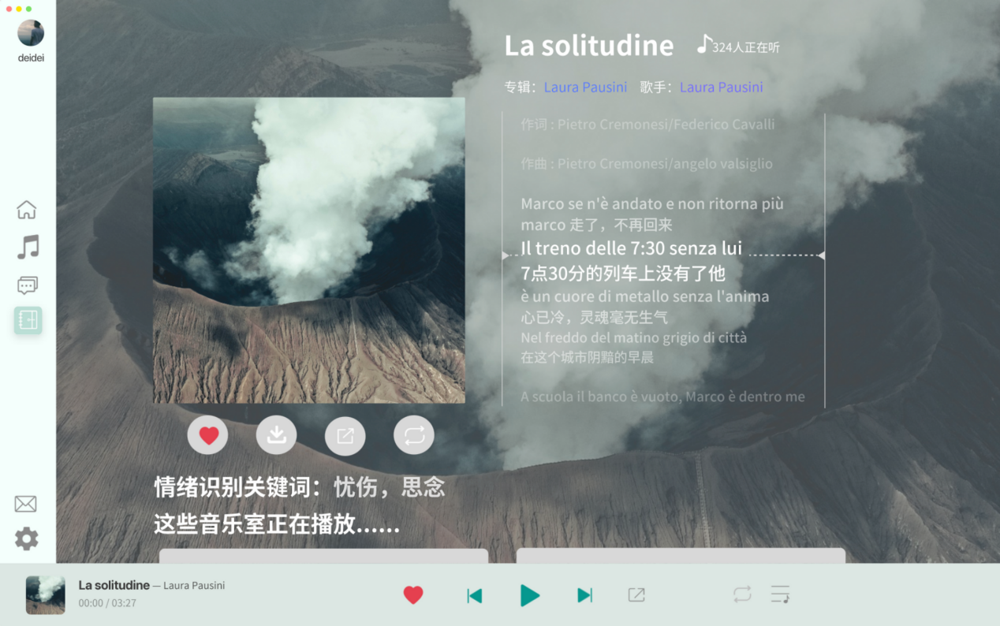 deidei
La solitudine
324人正在听
专辑：Laura Pausini 歌手：Laura Pausini
作词 : Pietro Cremonesi/Federico Cavalli
作曲 : Pietro Cremonesi/angelo valsiglio
Marco se n'è andato e non ritorna più
marco 走了，不再回来
Il treno delle 7:30 senza lui
7点30分的列车上没有了他
è un cuore di metallo senza l'anima
心已冷，灵魂毫无生气
Nel freddo del matino grigio di città
在这个城市阴黯的早晨
A scuola il banco è vuoto, Marco è dentro me
情绪识别关键词：忧伤，思念
这些音乐室正在播放……
La solitudine — Laura Pausini
00:00 / 03:27